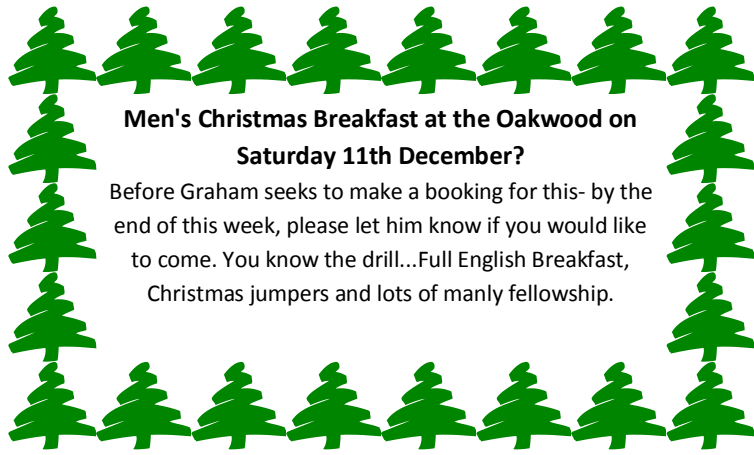 Men's Christmas Breakfast at the Oakwood on
Saturday 11th December?
Before Graham seeks to make a booking for this- by the
end of this week, please let him know if you would like
to come. You know the drill...Full English Breakfast,
Christmas jumpers and lots of manly fellowship.